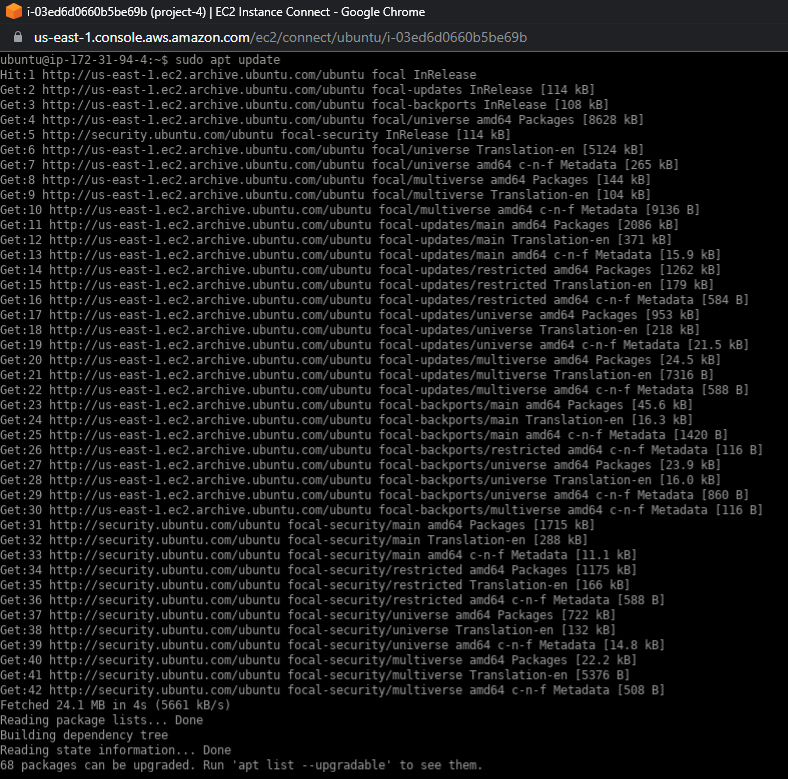 i-03ed6d0660b5be69b (project-4) | EC2 Instance Connect - Google Chrome
us-east-1.console.aws.amazon.com/ec2/connect/ubuntu/i-03ed6d0660b5be69b
ubuntu@ip-172-31-94-4:~$ sudo apt update
Hit:1 http://us-east-1.ec2.archive.ubuntu.com/ubuntu focal InRelease
Get:2 http://us-east-1.ec2.archive.ubuntu.com/ubuntu focal-updates InRelease [114 kB]
Get:3 http://us-east-1.ec2.archive.ubuntu.com/ubuntu focal-backports InRelease [108 kB]
Get:4 http://us-east-1.ec2.archive.ubuntu.com/ubuntu focal/universe amd64 Packages [8628 kB]
Get:5 http://security.ubuntu.com/ubuntu focal-security InRelease [114 kB]
Get:6 http://us-east-1.ec2.archive.ubuntu.com/ubuntu focal/universe Translation-en [5124 kB]
Get:7 http://us-east-1.ec2.archive.ubuntu.com/ubuntu focal/universe amd64 c-n-f Metadata [265 kB]
Get:8 http://us-east-1.ec2.archive.ubuntu.com/ubuntu focal/multiverse amd64 Packages [144 kB]
Get:9 http://us-east-1.ec2.archive.ubuntu.com/ubuntu focal/multiverse Translation-en [104 kB]
Get:10 http://us-east-1.ec2.archive.ubuntu.com/ubuntu focal/multiverse amd64 c-n-f Metadata [9136 B]
Get:11 http://us-east-1.ec2.archive.ubuntu.com/ubuntu focal-updates/main amd64 Packages [2086 kB]
Get:12 http://us-east-1.ec2.archive.ubuntu.com/ubuntu focal-updates/main Translation-en [371 kB]
Get:13 http://us-east-1.ec2.archive.ubuntu.com/ubuntu focal-updates/main amd64 c-n-f Metadata [15.9 kB]
Get:14 http://us-east-1.ec2.archive.ubuntu.com/ubuntu focal-updates/restricted amd64 Packages [1262 kB]
Get:15 http://us-east-1.ec2.archive.ubuntu.com/ubuntu focal-updates/restricted Translation-en [179 kB]
Get:16 http://us-east-1.ec2.archive.ubuntu.com/ubuntu focal-updates/restricted amd64 c-n-f Metadata [584 B]
Get:17 http://us-east-1.ec2.archive.ubuntu.com/ubuntu focal-updates/universe amd64 Packages [953 kB]
Get:18 http://us-east-1.ec2.archive.ubuntu.com/ubuntu focal-updates/universe Translation-en [218 kB]
Get:19 http://us-east-1.ec2.archive.ubuntu.com/ubuntu focal-updates/universe amd64 c-n-f Metadata [21.5 kB]
Get:20 http://us-east-1.ec2.archive.ubuntu.com/ubuntu focal-updates/multiverse amd64 Packages [24.5 kB]
Get:21 http://us-east-1.ec2.archive.ubuntu.com/ubuntu focal-updates/multiverse Translation-en [7316 B]
Get:22 http://us-east-1.ec2.archive.ubuntu.com/ubuntu focal-updates/multiverse amd64 c-n-f Metadata [588 B]
Get:23 http://us-east-1.ec2.archive.ubuntu.com/ubuntu focal-backports/main amd64 Packages [45.6 kB]
Get:24 http://us-east-1.ec2.archive.ubuntu.com/ubuntu focal-backports/main Translation-en [16.3 kB]
Get:25 http://us-east-1.ec2.archive.ubuntu.com/ubuntu focal-backports/main amd64 c-n-f Metadata [1420 B]
Get:26 http://us-east-1.ec2.archive.ubuntu.com/ubuntu focal-backports/restricted amd64 c-n-f Metadata [116 B]
Get:27 http://us-east-1.ec2.archive.ubuntu.com/ubuntu focal-backports/universe amd64 Packages [23.9 kB]
Get:28 http://us-east-1.ec2.archive.ubuntu.com/ubuntu focal-backports/universe Translation-en [16.0 kB]
Get:29 http://us-east-1.ec2.archive.ubuntu.com/ubuntu focal-backports/universe amd64 c-n-f Metadata [860 B]
Get:30 http://us-east-1.ec2.archive.ubuntu.com/ubuntu focal-backports/multiverse amd64 c-n-f Metadata [116 B]
Get:31 http://security.ubuntu.com/ubuntu focal-security/main amd64 Packages [1715 kB]
Get:32 http://security.ubuntu.com/ubuntu focal-security/main Translation-en [288 kB]
Get:33 http://security.ubuntu.com/ubuntu focal-security/main amd64 c-n-f Metadata [11.1 kB]
Get:34 http://security.ubuntu.com/ubuntu focal-security/restricted amd64 Packages [1175 kB]
Get:35 http://security.ubuntu.com/ubuntu focal-security/restricted Translation-en [166 kB]
Get:36 http://security.ubuntu.com/ubuntu focal-security/restricted amd64 c-n-f Metadata [588 B]
Get:37 http://security.ubuntu.com/ubuntu focal-security/universe amd64 Packages [722 kB]
Get:38 http://security.ubuntu.com/ubuntu focal-security/universe Translation-en [132 kB]
Get:39 http://security.ubuntu.com/ubuntu focal-security/universe amd64 c-n-f Metadata [14.8 kB]
Get:40 http://security.ubuntu.com/ubuntu focal-security/multiverse amd64 Packages [22.2 kB]
Get:41 http://security.ubuntu.com/ubuntu focal-security/multiverse Translation-en [5376 B]
Get:42 http://security.ubuntu.com/ubuntu focal-security/multiverse amd64 c-n-f Metadata [508 B]
Fetched 24.1 MB in 4s (5661 kB/s)
Reading package lists... Done
Building dependency tree
Reading state information... Done
68 packages can be upgraded. Run 'apt list --upgradable' to see them.